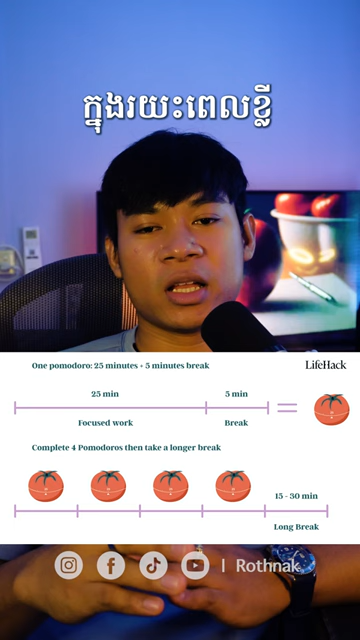 ក្នុងរយះពេលខ្លី
One pomodoro: 25 minutes + 5 minutes break
LifeHack
25 min
5 min
Focused work
Break
Complete 4 Pomodoros then take a longer break
15 - 30 min
Long Break
| Rothnak